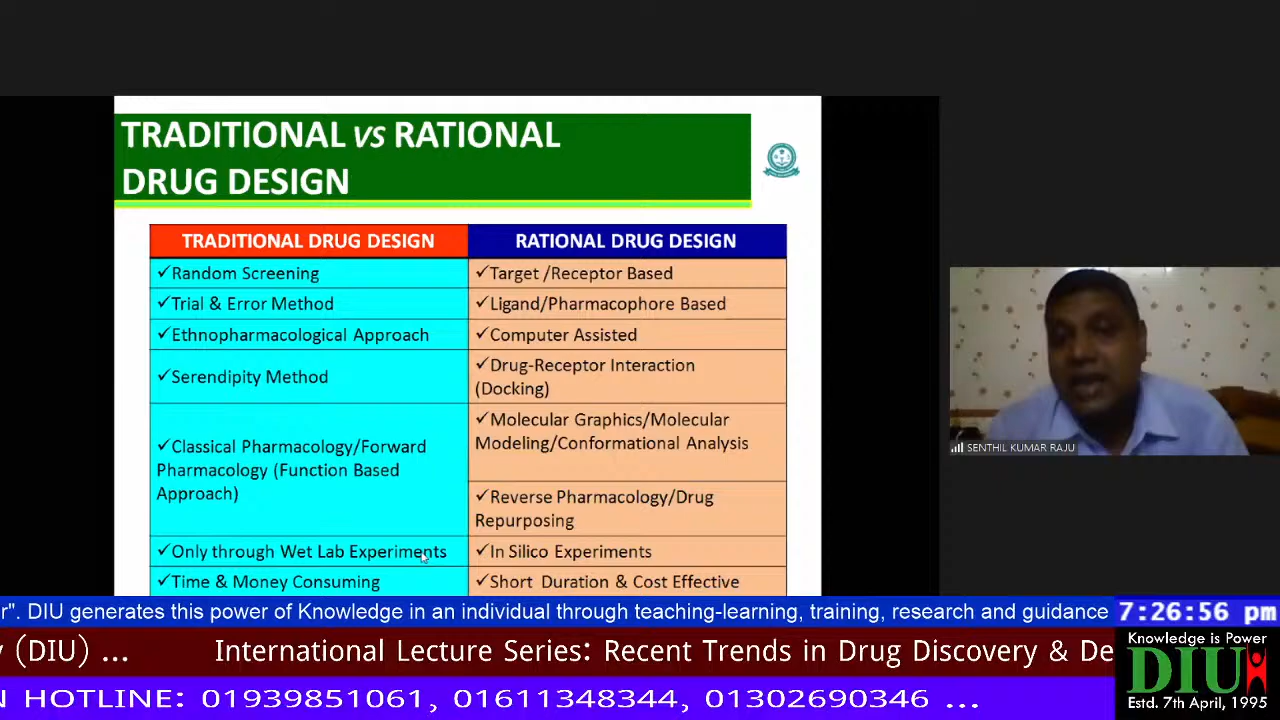 TRADITIONAL VS RATIONAL
DRUG DESIGN
TRADITIONAL DRUG DESIGN
RATIONAL DRUG DESIGN
✓Random Screening
✓Target /Receptor Based
✓Trial & Error Method
✓Ligand/Pharmacophore Based
✓Ethnopharmacological Approach
✓Computer Assisted
✓Serendipity Method
✓Drug-Receptor Interaction
(Docking)
✓Classical Pharmacology/Forward
Pharmacology (Function Based
Approach)
✓Molecular Graphics/Molecular
Modeling/Conformational Analysis
✓Reverse Pharmacology/Drug
Repurposing
✓Only through Wet Lab Experiments
✓In Silico Experiments
✓Time & Money Consuming
✓Short Duration & Cost Effective
SENTHIL KUMAR RAJU
r". DIU generates this power of Knowledge in an individual through teaching-learning, training, research and guidance
7:26:56 pm
y (DIU) ... International Lecture Series: Recent Trends in Drug Discovery & De
N HOTLINE: 01939851061, 01611348344, 01302690346 ...
Knowledge is Power
DIU
Estd. 7th April, 1995